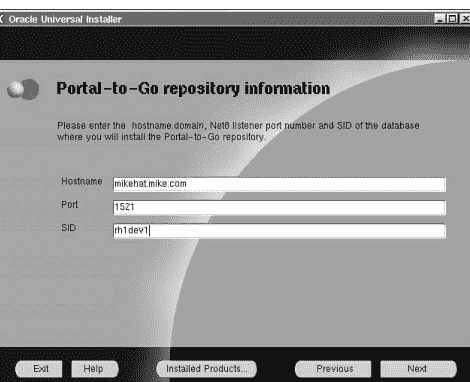 Oracle Universal Installer
Portal-to-Go repository information
Please enter the hostname.domain, Net8 listener port number and SID of the database
where you will install the Portal-to-Go repository.
Hostname mikehat.mike.com
Port 1521
SID rh1dev1
Exit Help Installed Products... Previous Next